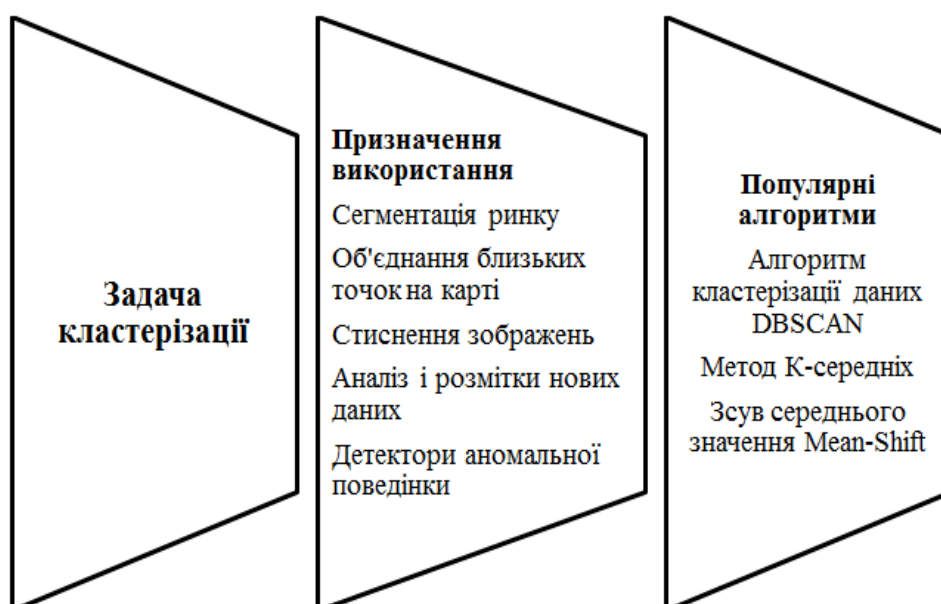 Задача
кластерізації
Призначення
використання
Сегментація ринку
Об'єднання близьких
точок на карті
Стиснення зображень
Аналіз і розмітки нових
даних
Детектори аномальної
поведінки
Популярні
алгоритми
Алгоритм
кластерізації даних
DBSCAN
Метод К-середніх
Зсув середнього
значення Mean-Shift